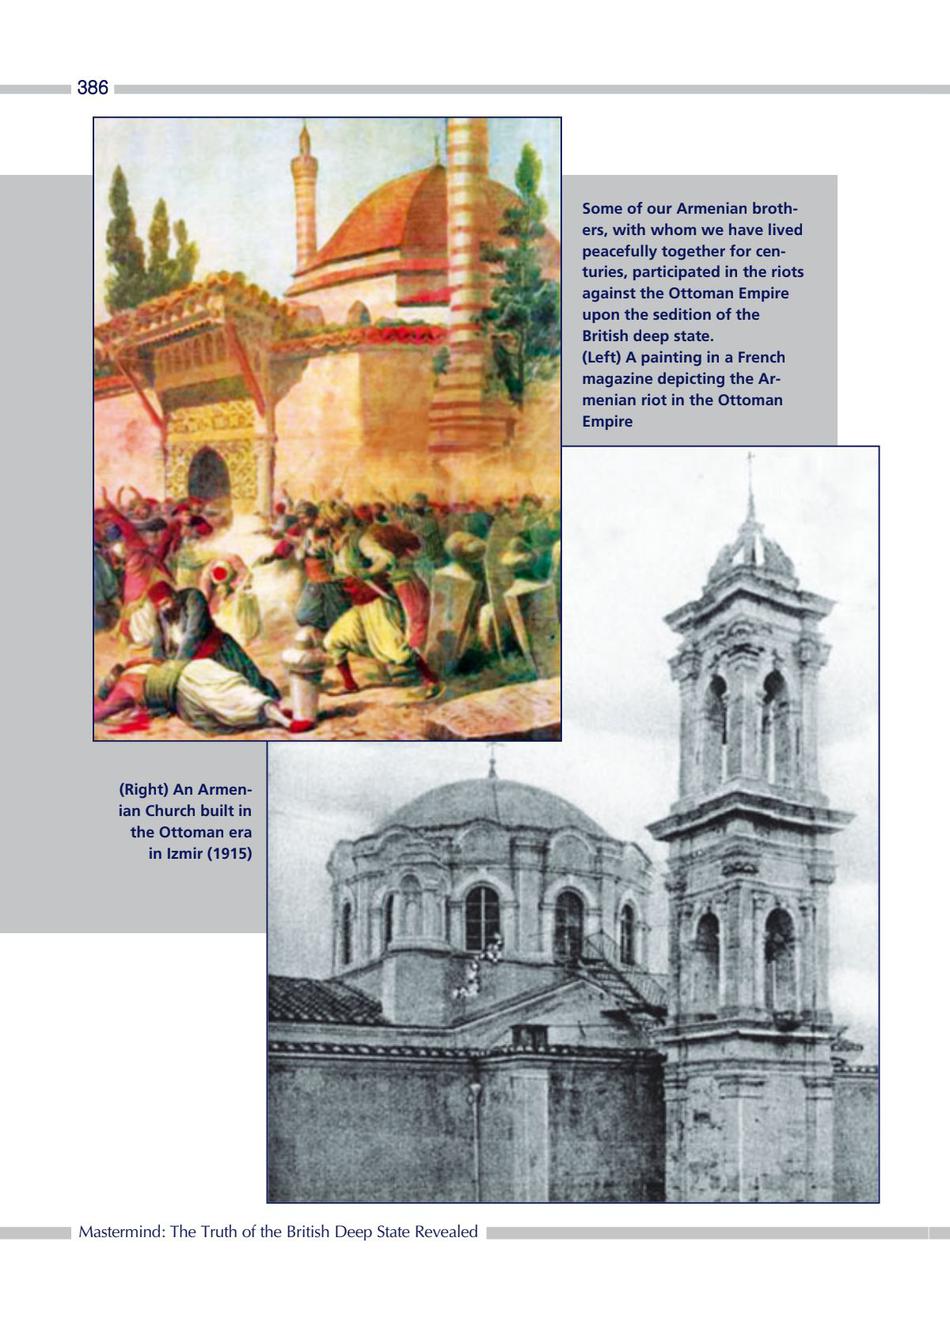 386
Some of our Armenian broth-
ers, with whom we have lived
peacefully together for cen-
turies, participated in the riots
against the Ottoman Empire
upon the sedition of the
British deep state.
(Left) A painting in a French
magazine depicting the Ar-
menian riot in the Ottoman
Empire
(Right) An Armen-
ian Church built in
the Ottoman era
in Izmir (1915)
Mastermind: The Truth of the British Deep State Revealed